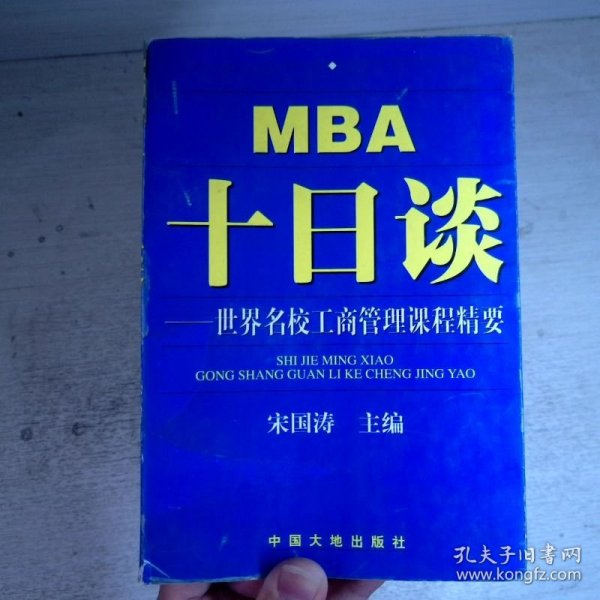 MBA
十日谈
——世界名校工商管理课程精要
SHI JIE MING XIAO
GONG SHANG GUAN LI KE CHENG JING YAO
宋国涛 主编
中国大地出版社
孔夫子旧书网
www.kongfz.com